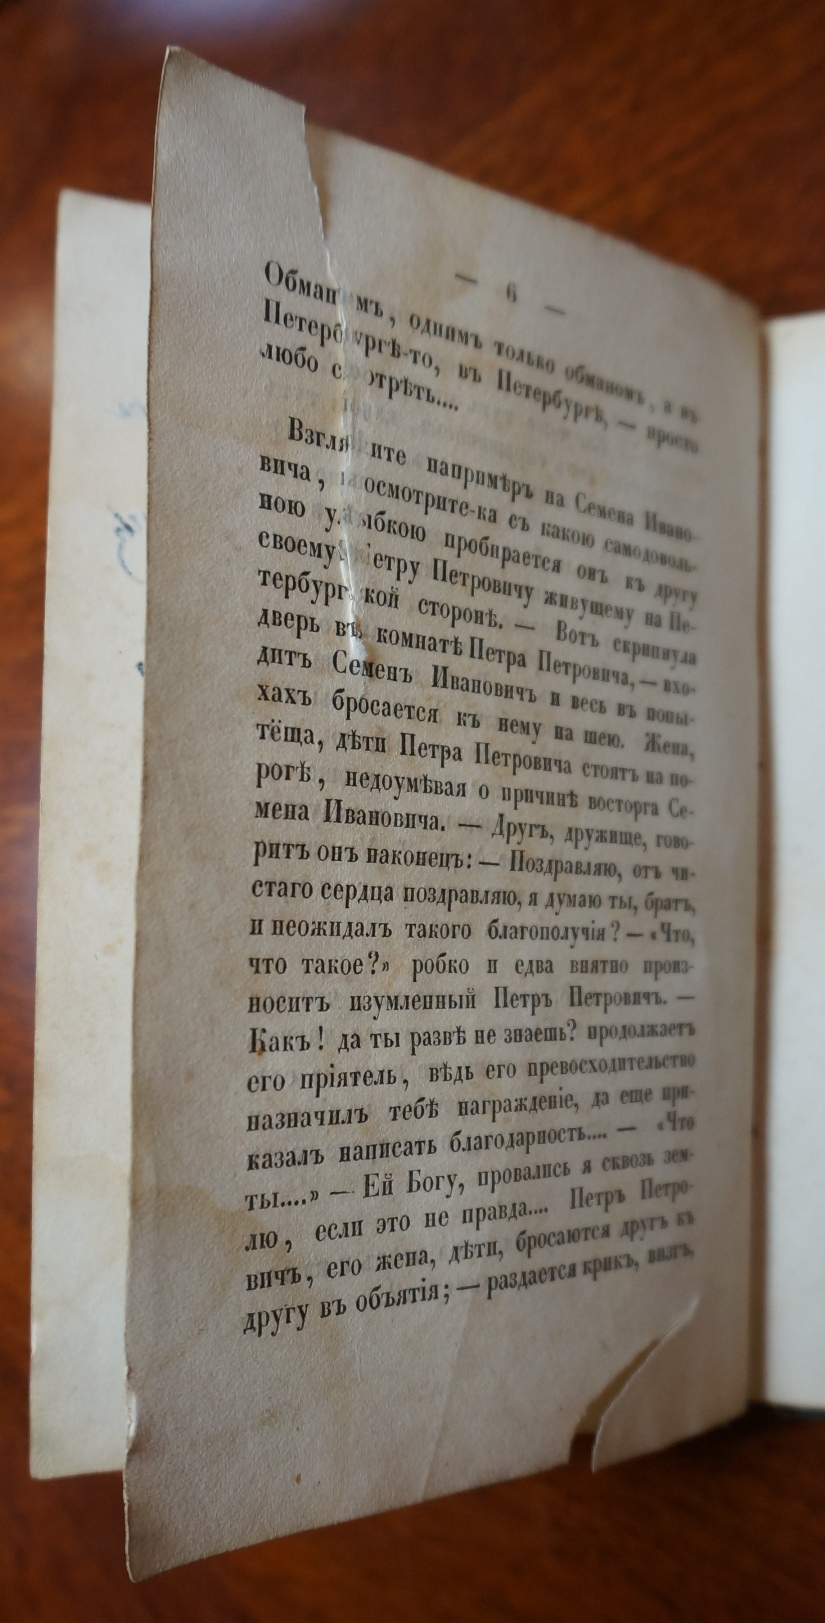 — 6 —
Обманомъ, однимъ только обманомъ, а въ
Петербургѣ-то, въ Петербургѣ, — просто
любо смотрѣть....
Взгляните напримѣръ на Семена Ивано-
вича, посмотрите-ка съ какою самодоволь-
ною улыбкою пробирается онъ къ другу
своему Петру Петровичу живущему на Пе-
тербургской сторонѣ. — Вотъ скрипнула
дверь въ комнатѣ Петра Петровича, — вхо-
дитъ Семенъ Ивановичъ и весь въ попы-
хахъ бросается къ нему на шею. Жена,
тёща, дѣти Петра Петровича стоятъ на по-
рогѣ, недоумѣвая о причинѣ восторга Се-
мена Ивановича. — Другъ, дружище, гово-
ритъ онъ наконецъ: — Поздравляю, отъ чи-
стаго сердца поздравляю, я думаю ты, братъ,
и неожидалъ такого благополучія? — «Что,
что такое?» робко и едва внятно произ-
носитъ изумленный Петръ Петровичъ. —
Какъ! да ты развѣ не знаешь? продолжаетъ
его пріятель, вѣдь его превосходительство
назначилъ тебѣ награжденіе, да еще при-
казалъ написать благодарность.... — «Что
ты....» — Ей Богу, провались я сквозь зем-
лю, если это не правда.... Петръ Петро-
вичъ, его жена, дѣти, бросаются другъ къ
другу въ объятія; — раздается крикъ, визгъ,